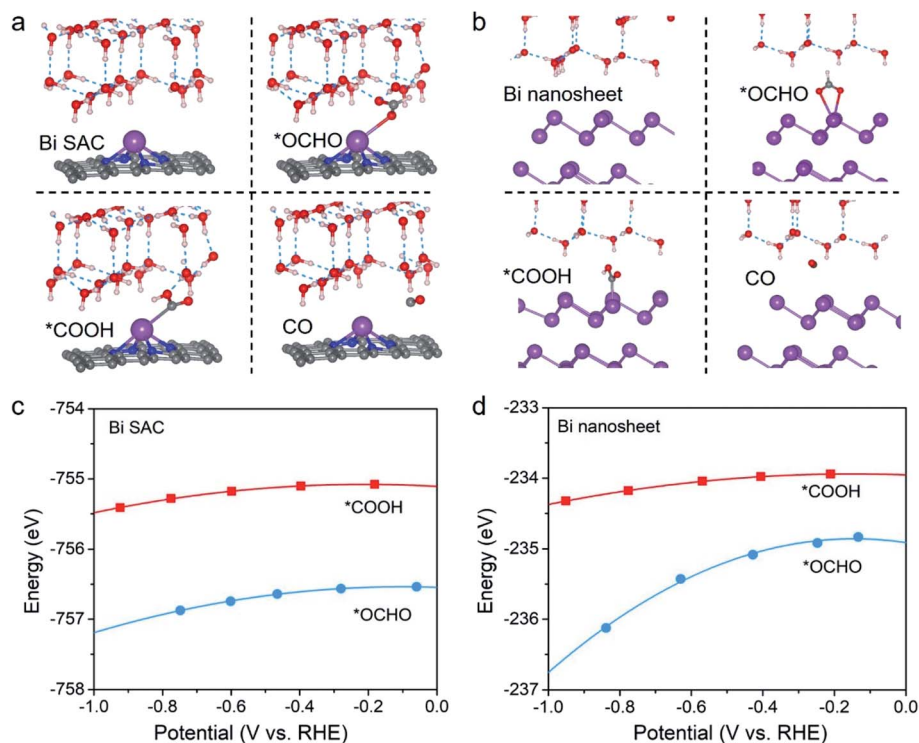 a
Bi SAC
*OCHO
*COOH
CO
b
Bi nanosheet
*OCHO
*COOH
CO
c
Bi SAC
*COOH
*OCHO
Energy (eV)
-754
-755
-756
-757
-758
-1.0 -0.8 -0.6 -0.4 -0.2 0.0
Potential (V vs. RHE)
d
Bi nanosheet
*COOH
*OCHO
Energy (eV)
-233
-234
-235
-236
-237
-1.0 -0.8 -0.6 -0.4 -0.2 0.0
Potential (V vs. RHE)